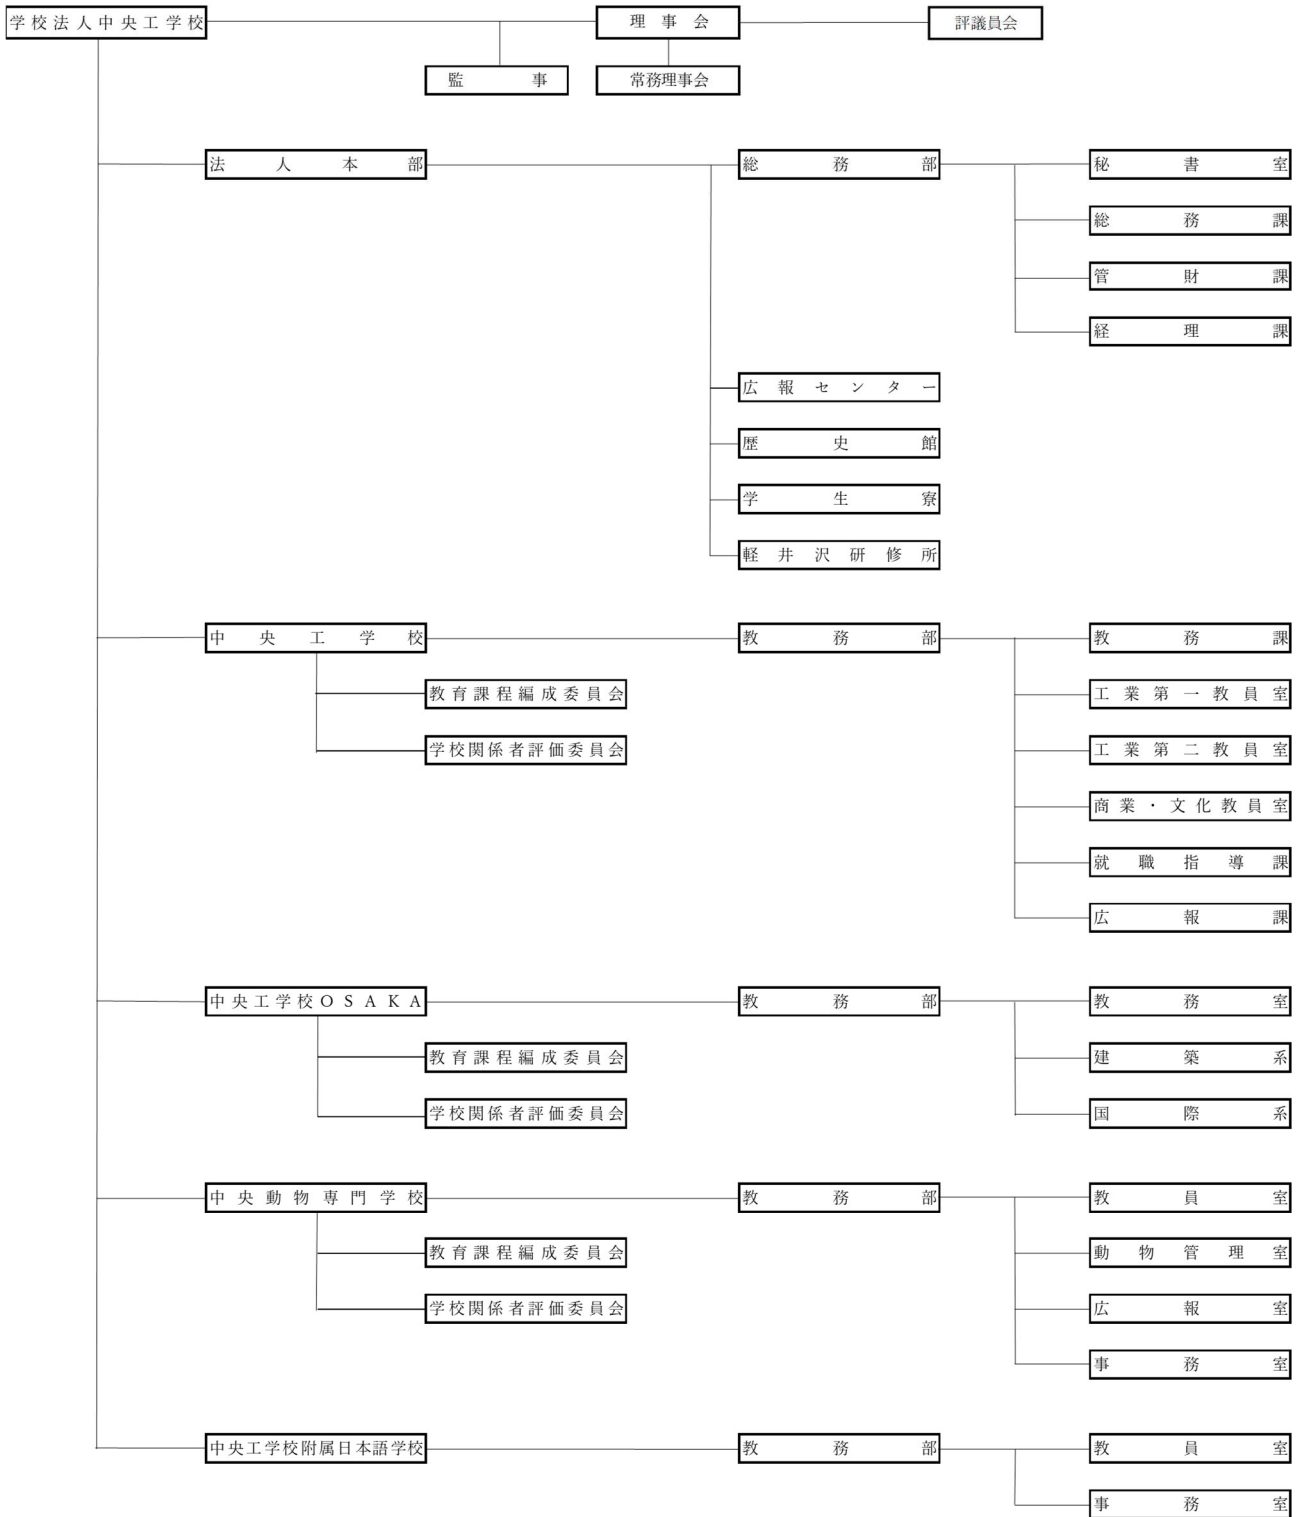 学校法人中央工学校 理事会 評議員会
監事 常務理事会
法人本部 総務部 秘書室
総務課
管財課
経理課
広報センター
歴史館
学生寮
軽井沢研修所
中央工学校 教務部 教務課
教育課程編成委員会 工業第一教員室
学校関係者評価委員会 工業第二教員室
商業・文化教員室
就職指導課
広報課
中央工学校OSAKA 教務部 教務室
教育課程編成委員会 建築系
学校関係者評価委員会 国際系
中央動物専門学校 教務部 教員室
教育課程編成委員会 動物管理室
学校関係者評価委員会 広報室
事務室
中央工学校附属日本語学校 教務部 教員室
事務室